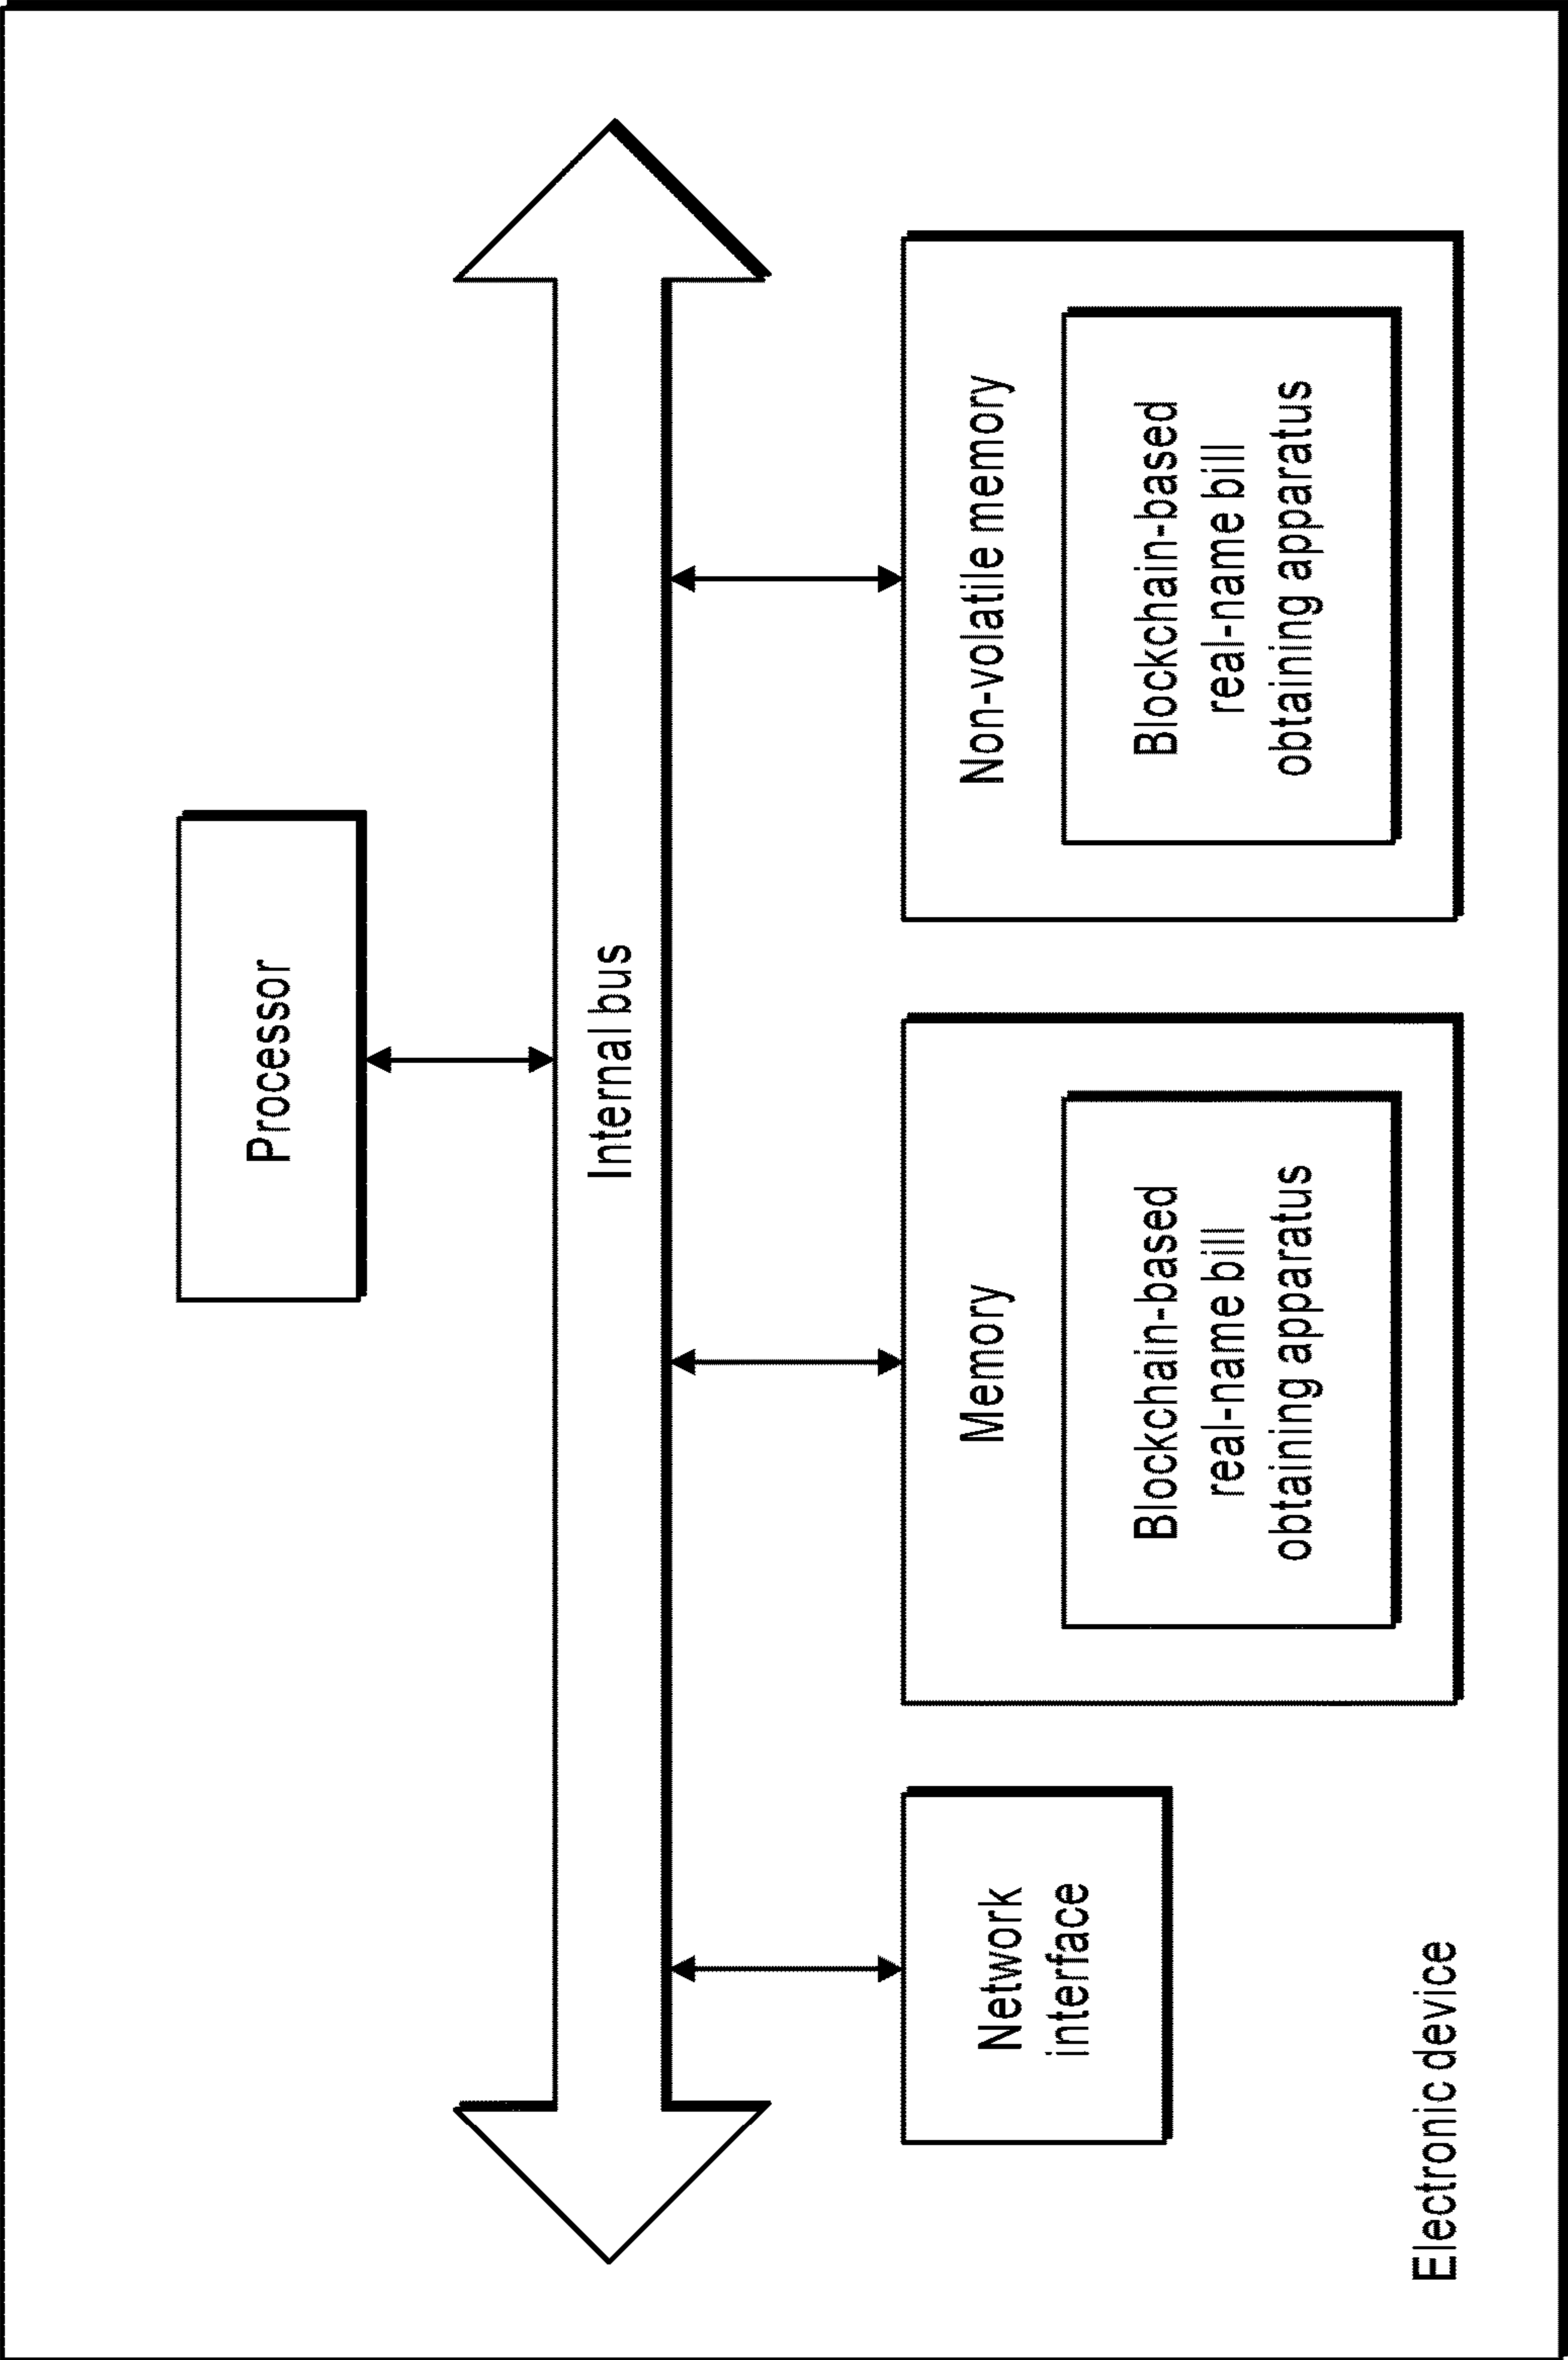 Processor
Internal bus
Network
interface
Memory
Blockchain-based
real-name bill
obtaining apparatus
Non-volatile memory
Blockchain-based
real-name bill
obtaining apparatus
Electronic device